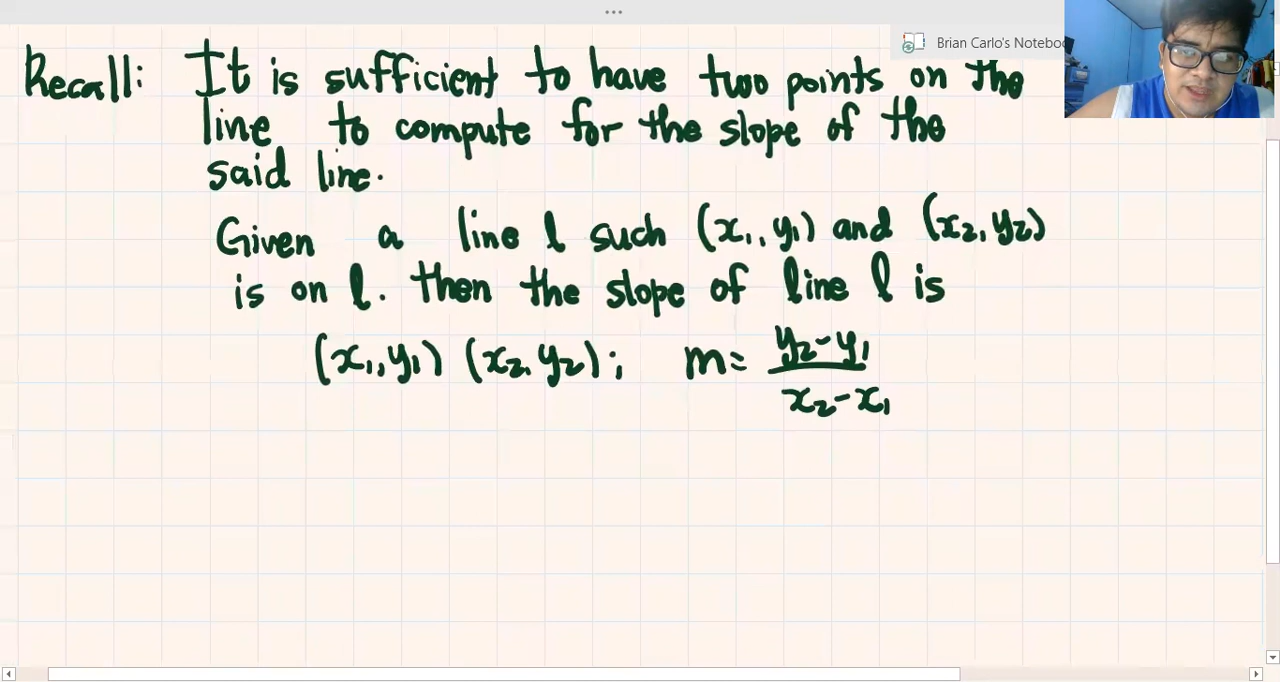 Brian Carlo's Notebo
Recall: It is sufficient to have two points on the
line to compute for the slope of the
said line.
Given a line l such (x₁, y₁) and (x₂, y₂)
is on l. then the slope of line l is
(x₁, y₁) (x₂, y₂); m = (y₂ - y₁) / (x₂ - x₁)